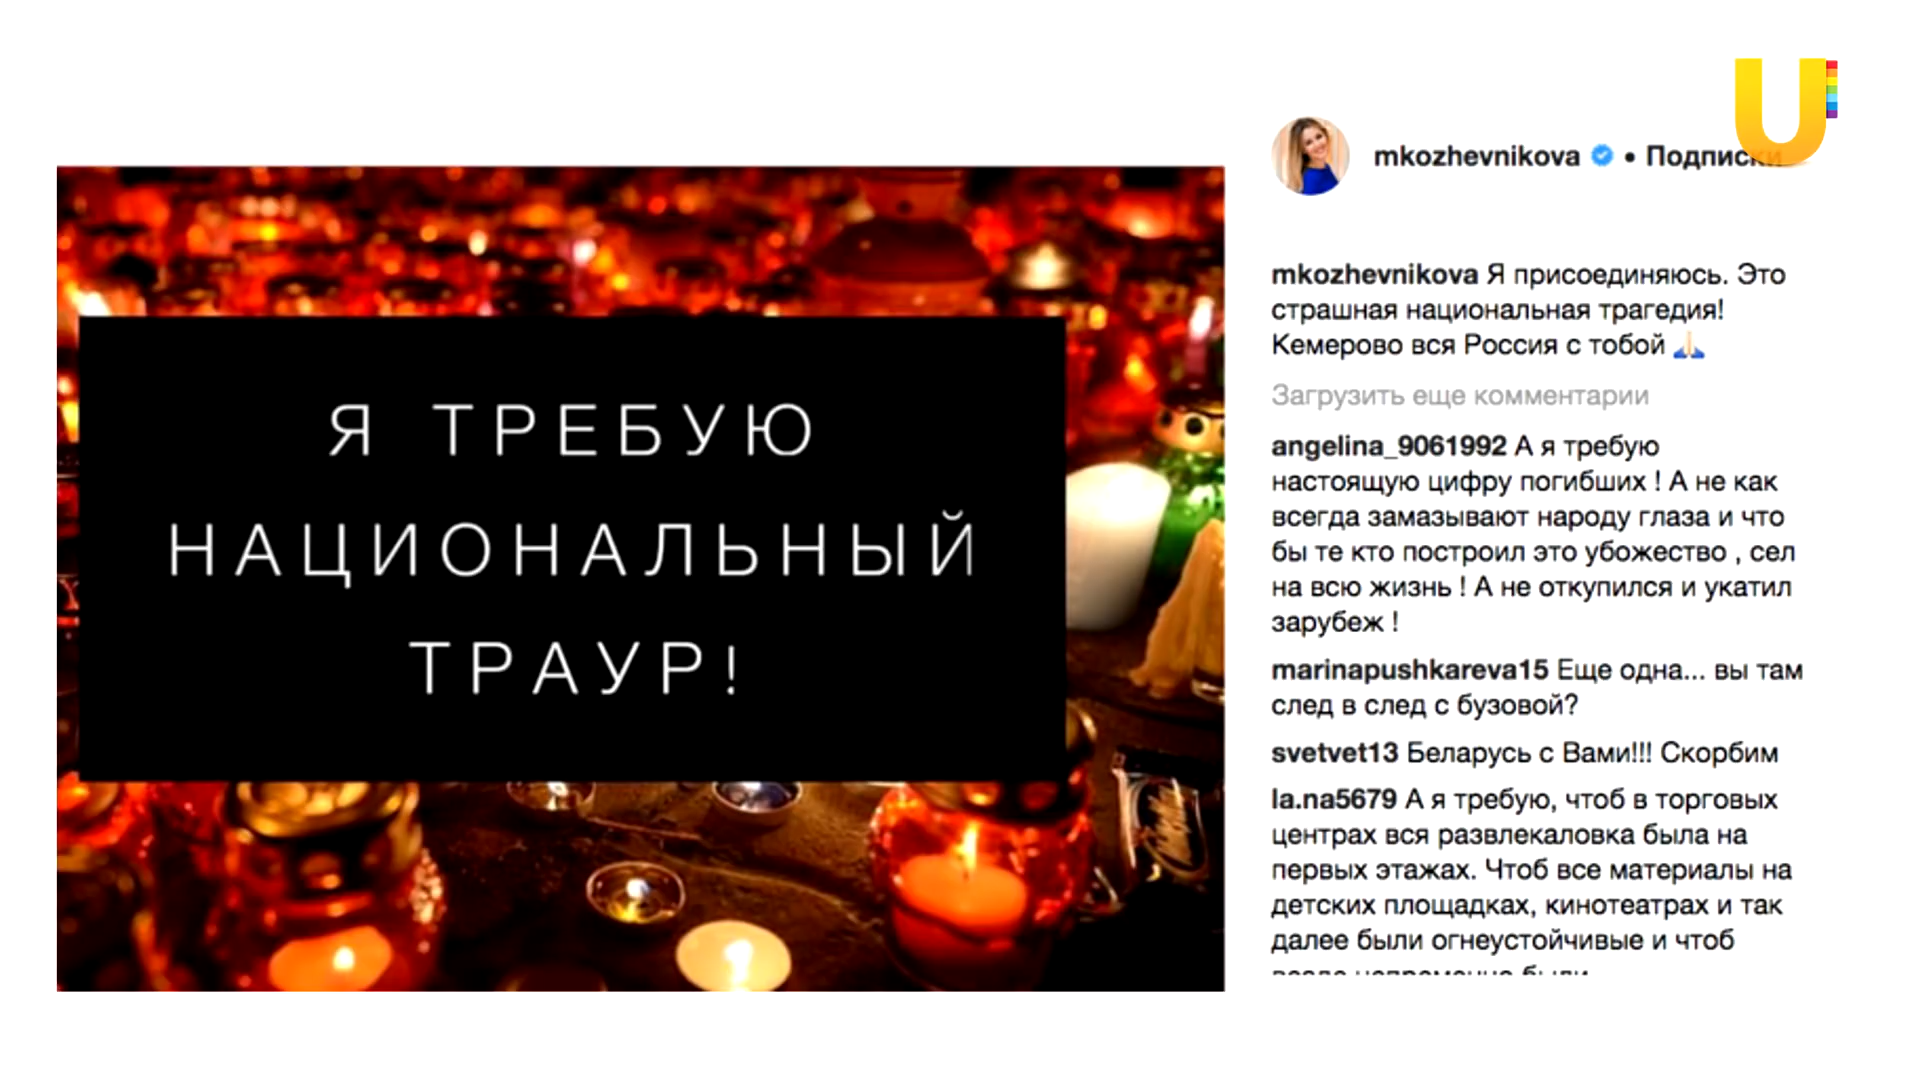 Я ТРЕБУЮ
НАЦИОНАЛЬНЫЙ
ТРАУР!
U
mkozhevnikova • Подписки
mkozhevnikova Я присоединяюсь. Это
страшная национальная трагедия!
Кемерово вся Россия с тобой 🙏🏻
Загрузить еще комментарии
angelina_9061992 А я требую
настоящую цифру погибших ! А не как
всегда замазывают народу глаза и что
бы те кто построил это убожество , сел
на всю жизнь ! А не откупился и укатил
зарубеж !
marinapushkareva15 Еще одна... вы там
след в след с бузовой?
svetvet13 Беларусь с Вами!!! Скорбим
la.na5679 А я требую, чтоб в торговых
центрах вся развлекаловка была на
первых этажах. Чтоб все материалы на
детских площадках, кинотеатрах и так
далее были огнеустойчивые и чтоб